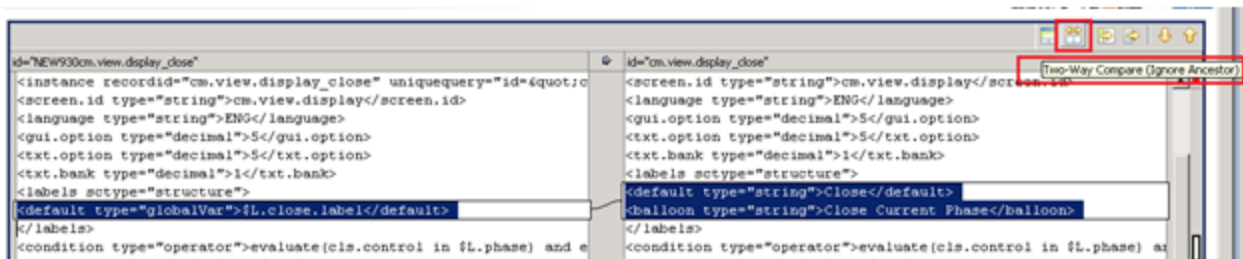 Two-Way Compare (Ignore Ancestor)
id="NEW930cm.view.display_close"
<instance recordid="cm.view.display_close" uniquequery="id=&quot;c
<screen.id type="string">cm.view.display</screen.id>
<language type="string">ENG</language>
<gui.option type="decimal">5</gui.option>
<txt.option type="decimal">5</txt.option>
<txt.bank type="decimal">1</txt.bank>
<labels sctype="structure">
<default type="globalVar">$L.close.label</default>
</labels>
<condition type="operator">evaluate(cls.control in $L.phase) and e
id="cm.view.display_close"
<screen.id type="string">cm.view.display</screen.id>
<language type="string">ENG</language>
<gui.option type="decimal">5</gui.option>
<txt.option type="decimal">5</txt.option>
<txt.bank type="decimal">1</txt.bank>
<labels sctype="structure">
<default type="string">Close</default>
<balloon type="string">Close Current Phase</balloon>
</labels>
<condition type="operator">evaluate(cls.control in $L.phase) a